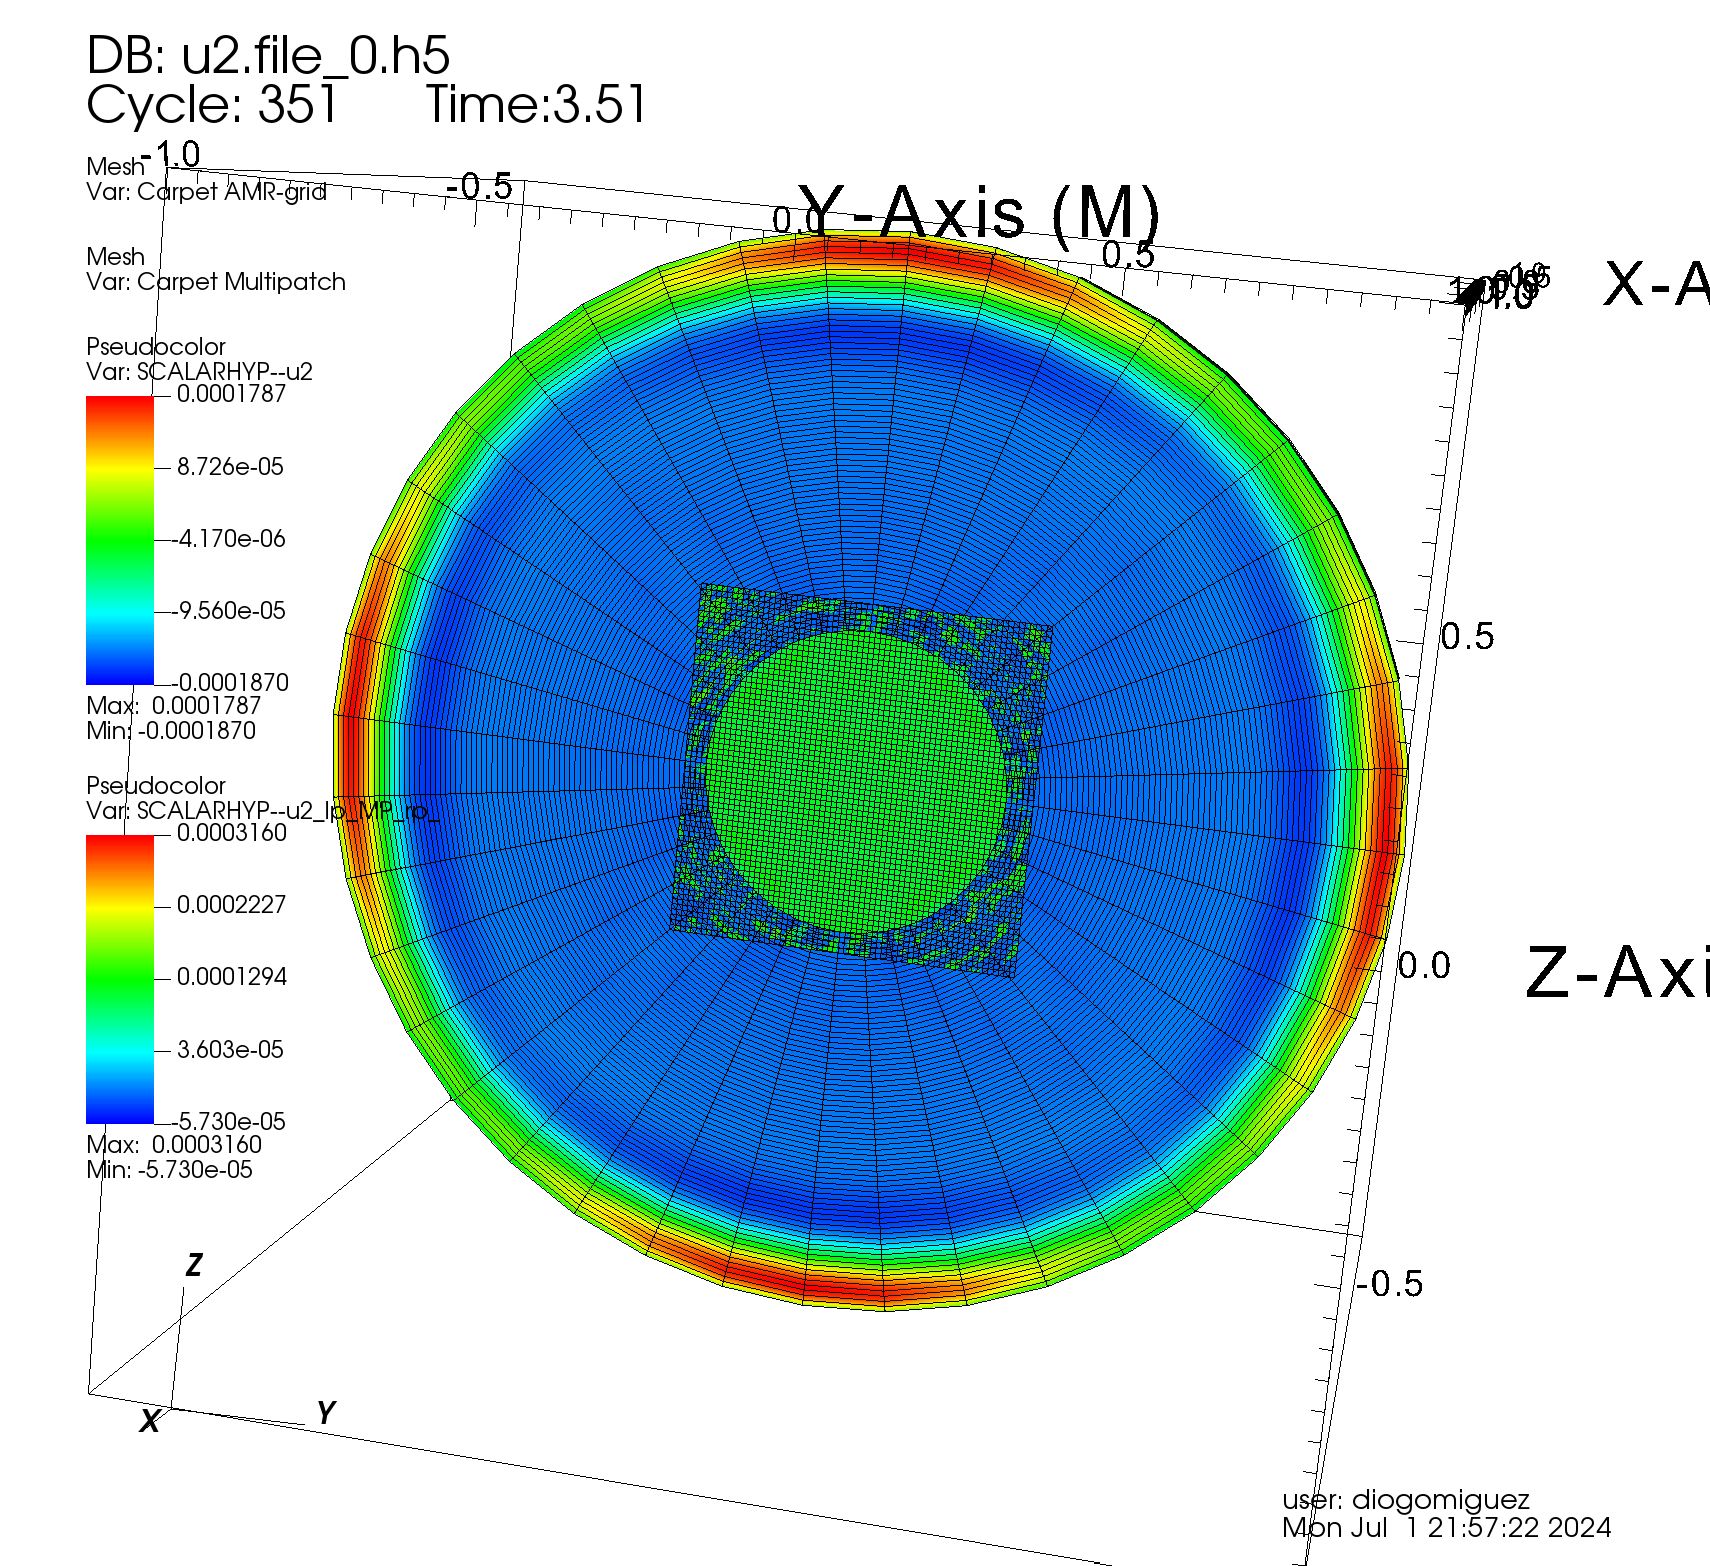 DB: u2.file_0.h5
Cycle: 351 Time:3.51
Mesh
Var: Carpet AMR-grid
Mesh
Var: Carpet Multipatch
Pseudocolor
Var: SCALARHYP--u2
0.0001787
8.726e-05
-4.170e-06
-9.560e-05
-0.0001870
Max: 0.0001787
Min: -0.0001870
Pseudocolor
Var: SCALARHYP--u2_lp_MP_rp_
0.0003160
0.0002227
0.0001294
3.603e-05
-5.730e-05
Max: 0.0003160
Min: -5.730e-05
-1.0
-0.5
0.0
Y-Axis (M)
0.5
X-A
0.5
0.0
Z-Axi
-0.5
Z
X
Y
user: diogomiguez
Mon Jul 1 21:57:22 2024